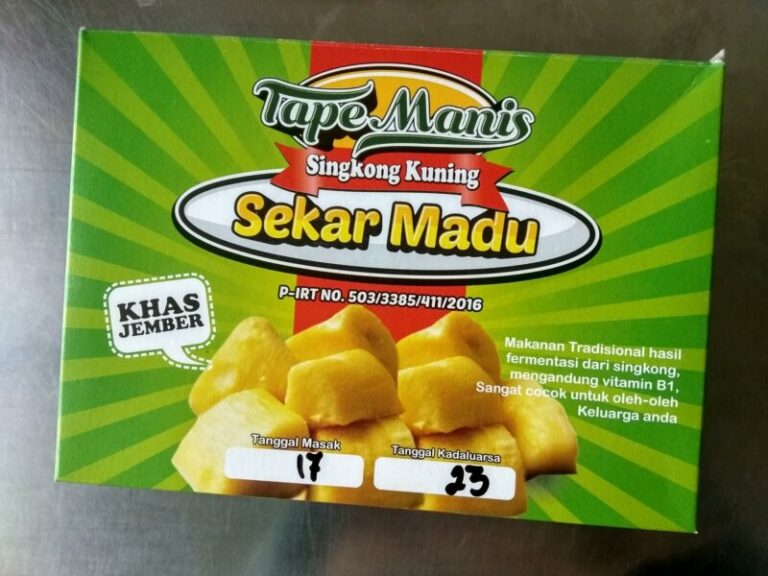 Tape Manis
Singkong Kuning
Sekar Madu
P-IRT NO. 503/3385/411/2016
KHAS
JEMBER
Makanan Tradisional hasil
fermentasi dari singkong,
mengandung vitamin B1,
Sangat cocok untuk oleh-oleh
Keluarga anda
Tanggal Masak
17
Tanggal Kadaluarsa
23